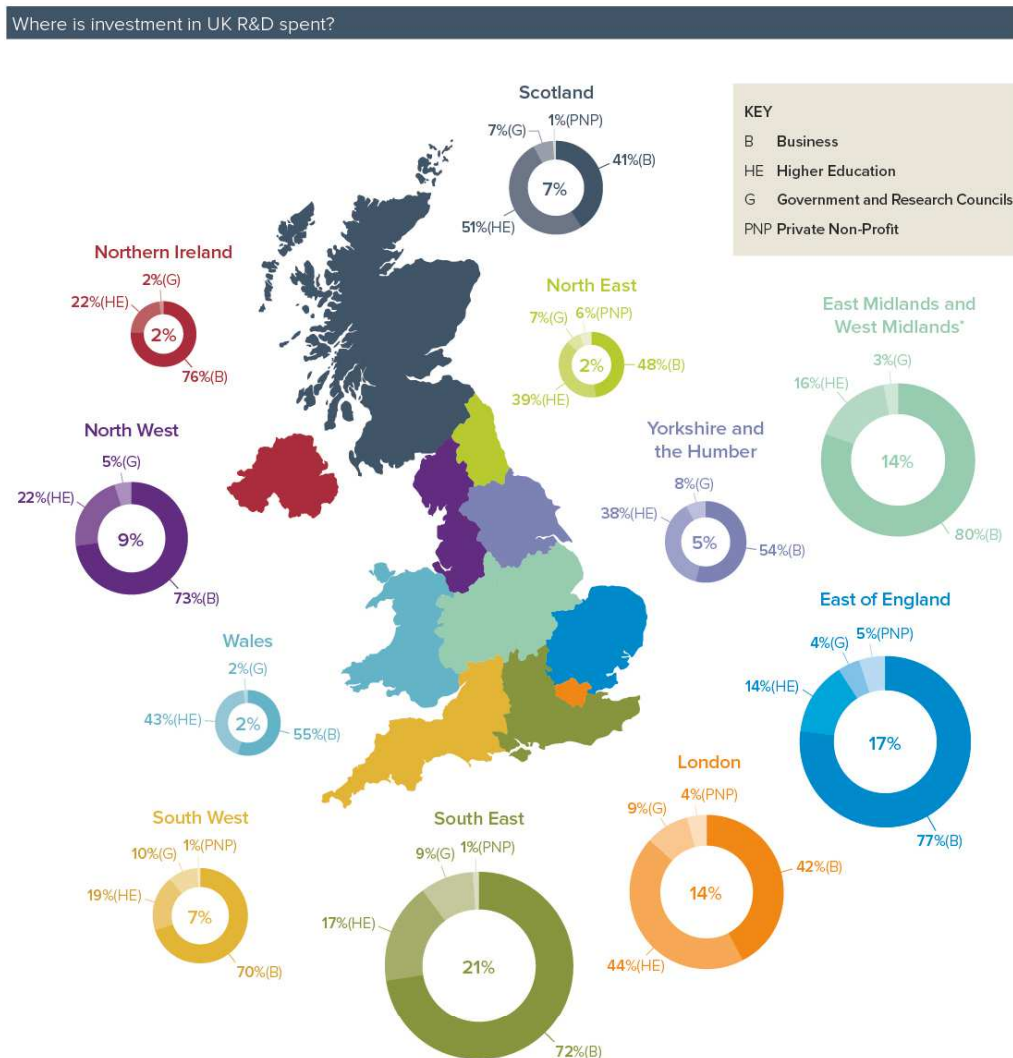 Where is investment in UK R&D spent?
Scotland
1%(PNP)
7%(G)
41%(B)
7%
51%(HE)
KEY
B Business
HE Higher Education
G Government and Research Councils
PNP Private Non-Profit
Northern Ireland
2%(G)
22%(HE)
2%
76%(B)
North East
6%(PNP)
7%(G)
2%
48%(B)
39%(HE)
East Midlands and
West Midlands*
3%(G)
16%(HE)
14%
80%(B)
North West
5%(G)
22%(HE)
9%
73%(B)
Yorkshire and
the Humber
8%(G)
38%(HE)
5%
54%(B)
East of England
5%(PNP)
4%(G)
14%(HE)
17%
77%(B)
Wales
2%(G)
43%(HE)
2%
55%(B)
London
4%(PNP)
9%(G)
42%(B)
14%
44%(HE)
South West
1%(PNP)
10%(G)
19%(HE)
7%
70%(B)
South East
1%(PNP)
9%(G)
17%(HE)
21%
72%(B)